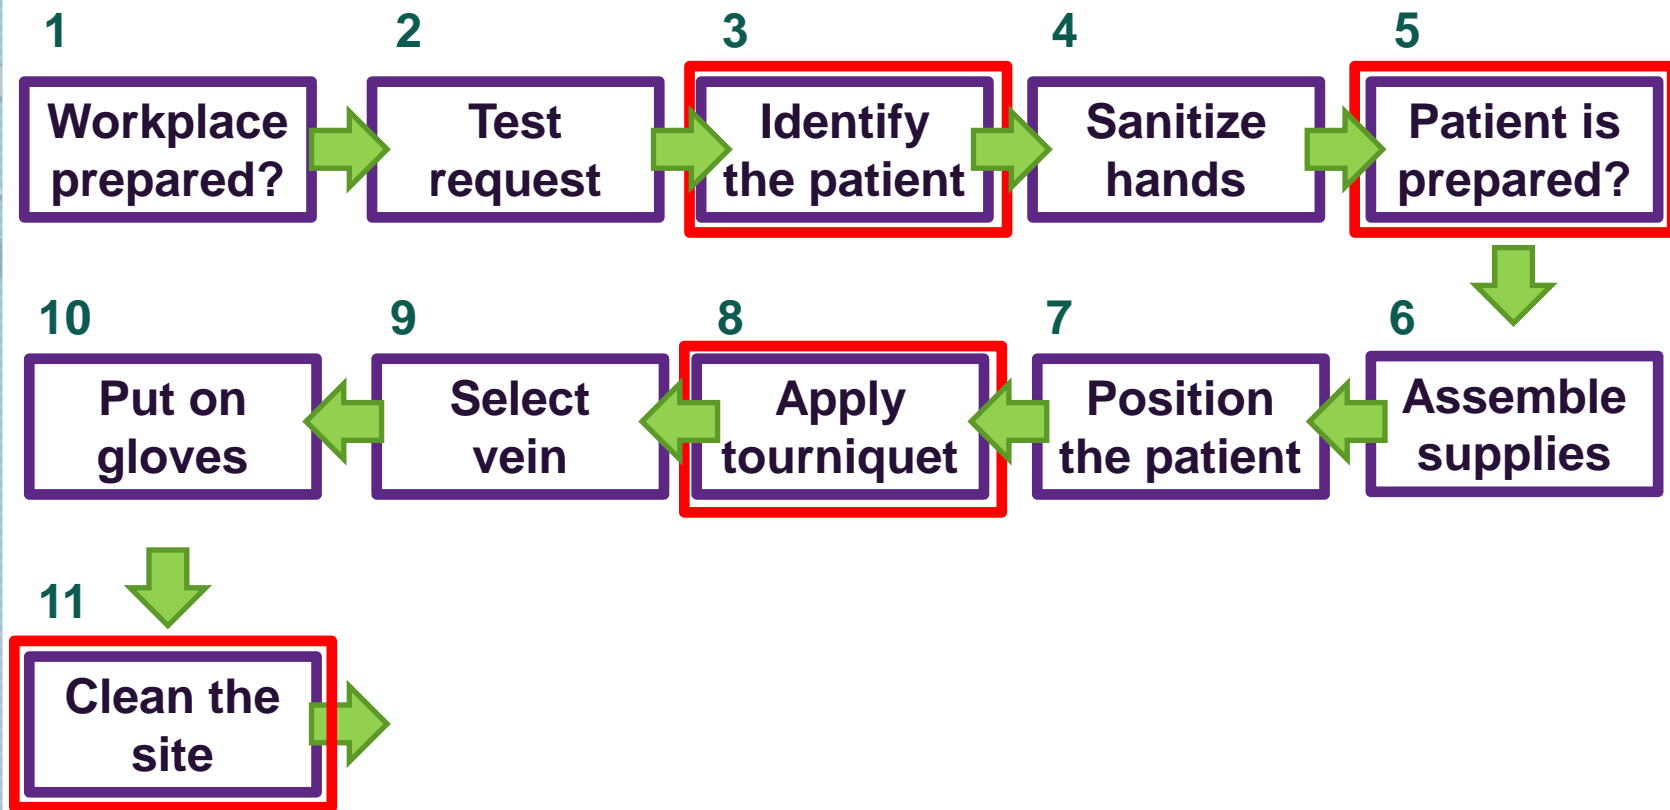 1
Workplace
prepared?
2
Test
request
3
Identify
the patient
4
Sanitize
hands
5
Patient is
prepared?
6
Assemble
supplies
7
Position
the patient
8
Apply
tourniquet
9
Select
vein
10
Put on
gloves
11
Clean the
site